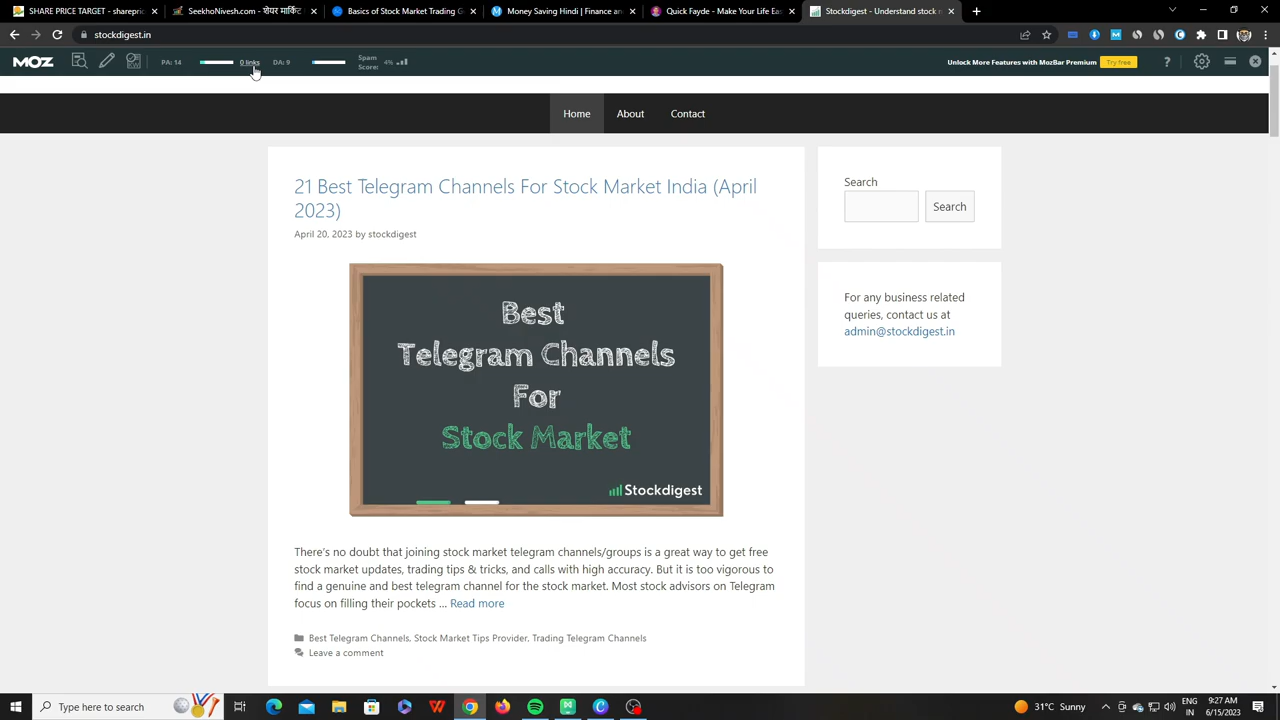 SHARE PRICE TARGET - sharepric
SeekhoNivesh.com - शेयर मार्किट
Basics of Stock Market Trading G
Money Saving Hindi | Finance an
Quick Fayde - Make Your Life Eas
Stockdigest - Understand stock m
stockdigest.in
MOZ
PA: 14
0 links
DA: 9
Spam Score:
4%
Unlock More Features with MozBar Premium
Try free
Home
About
Contact
21 Best Telegram Channels For Stock Market India (April
2023)
April 20, 2023 by stockdigest
Best
Telegram Channels
For
Stock Market
Stockdigest
There's no doubt that joining stock market telegram channels/groups is a great way to get free
stock market updates, trading tips & tricks, and calls with high accuracy. But it is too vigorous to
find a genuine and best telegram channel for the stock market. Most stock advisors on Telegram
focus on filling their pockets ... Read more
Best Telegram Channels, Stock Market Tips Provider, Trading Telegram Channels
Leave a comment
Search
Search
For any business related
queries, contact us at
admin@stockdigest.in
Type here to search
31°C Sunny
ENG
IN
9:27 AM
6/15/2023